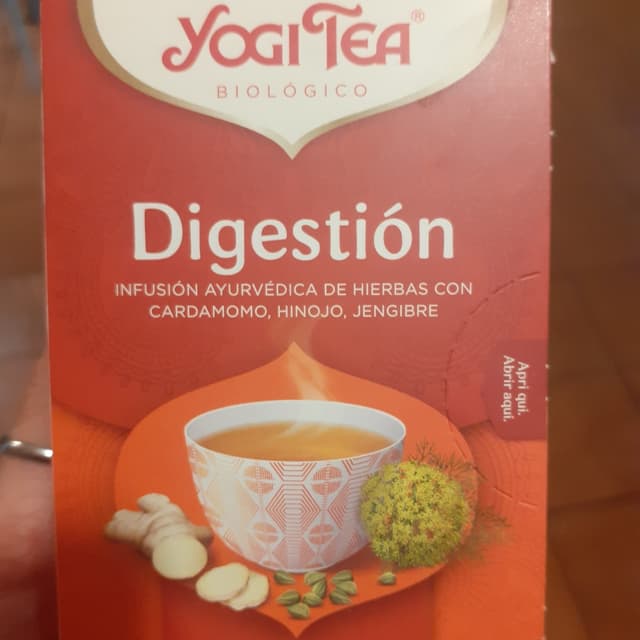 YOGI TEA®
BIOLÓGICO
Digestión
INFUSIÓN AYURVÉDICA DE HIERBAS CON
CARDAMOMO, HINOJO, JENGIBRE
Apri qui.
Abrir aquí.